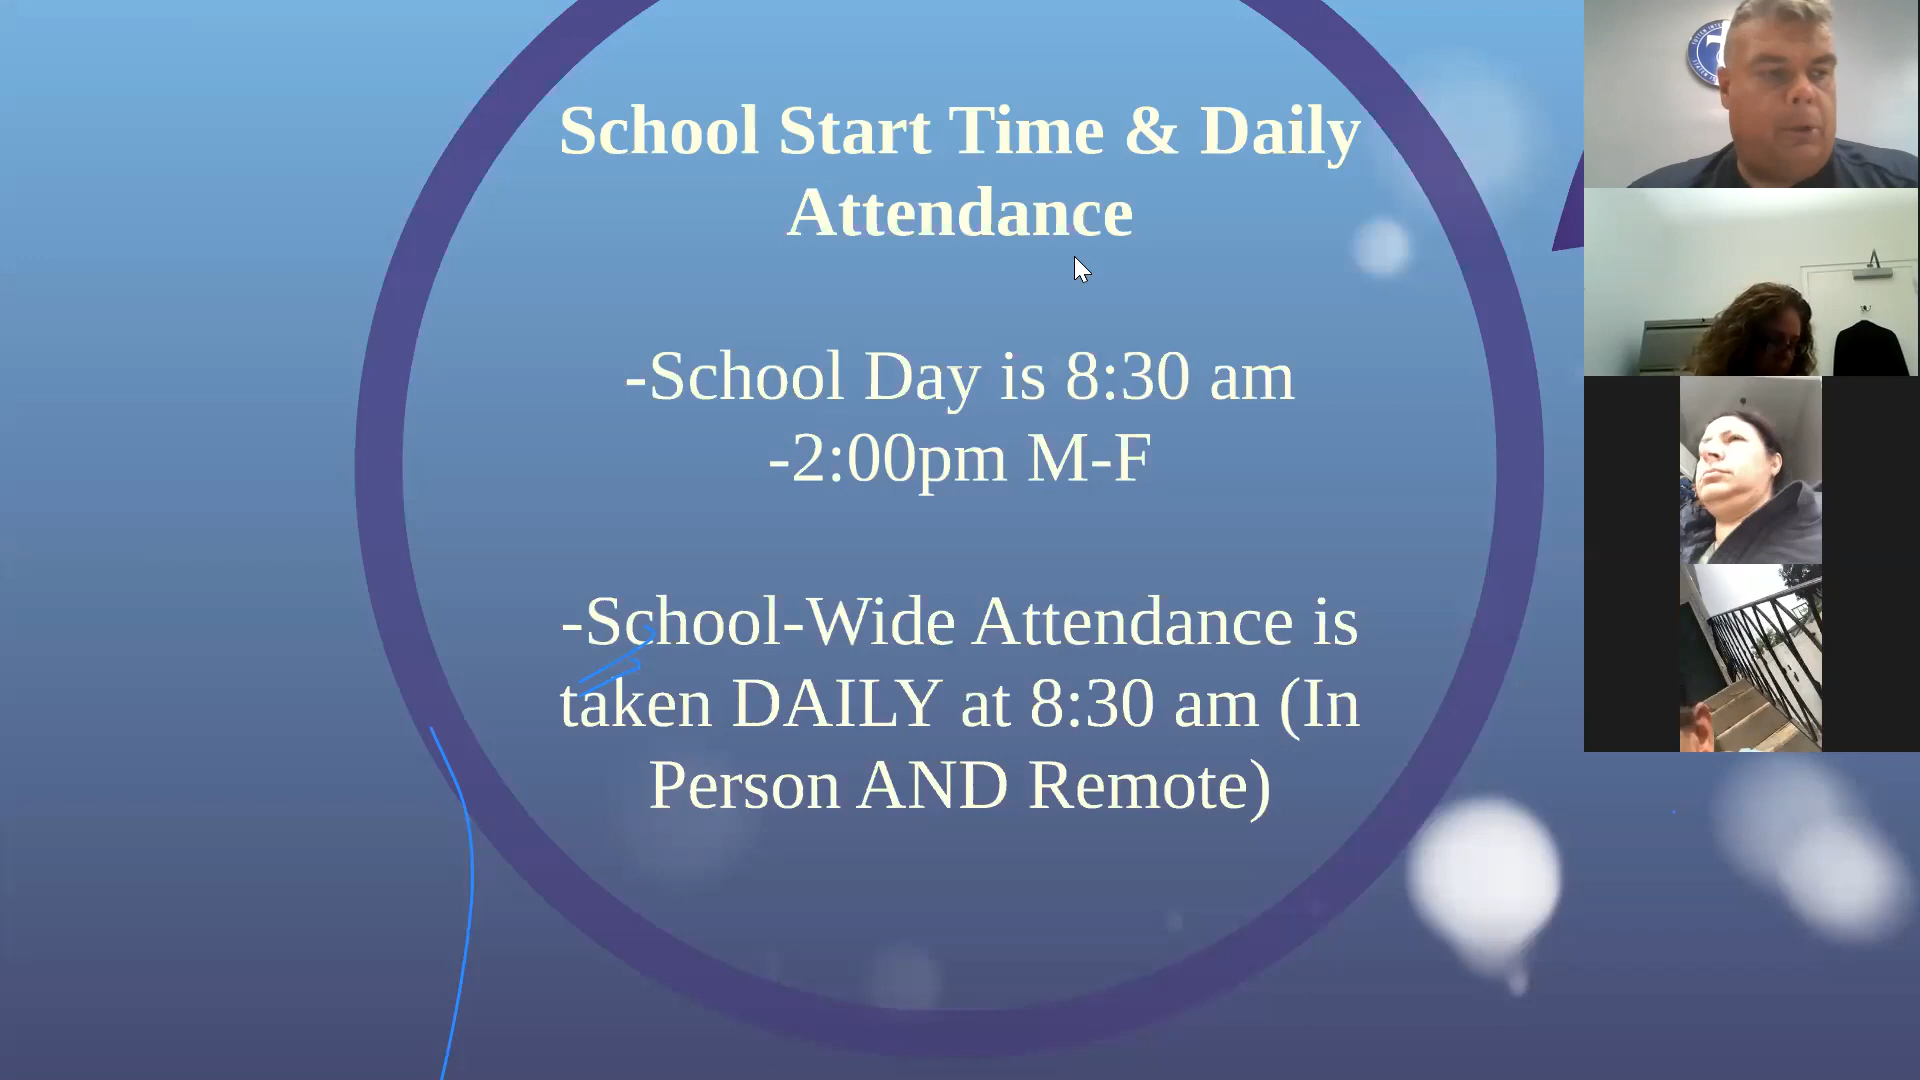 School Start Time & Daily
Attendance
-School Day is 8:30 am
-2:00pm M-F
-School-Wide Attendance is
taken DAILY at 8:30 am (In
Person AND Remote)